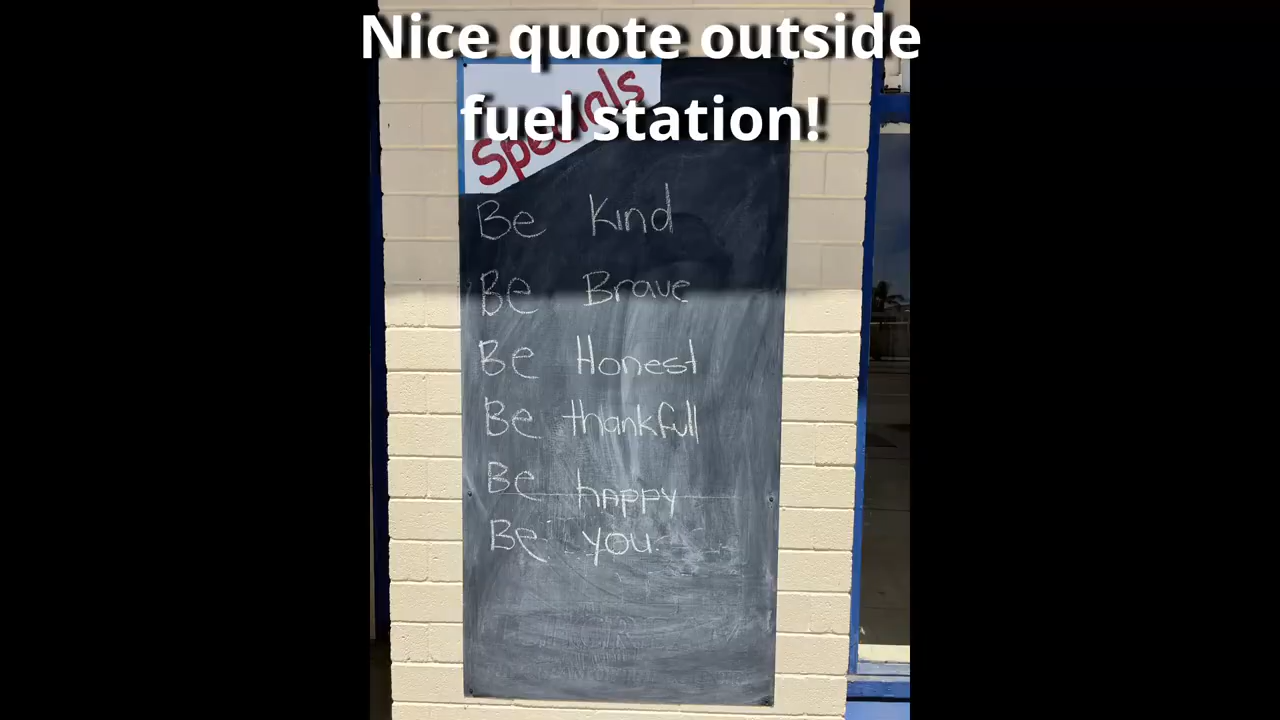 Nice quote outside
fuel station!
Specials
Be Kind
Be Brave
Be Honest
Be thankfull
Be happy
Be you.